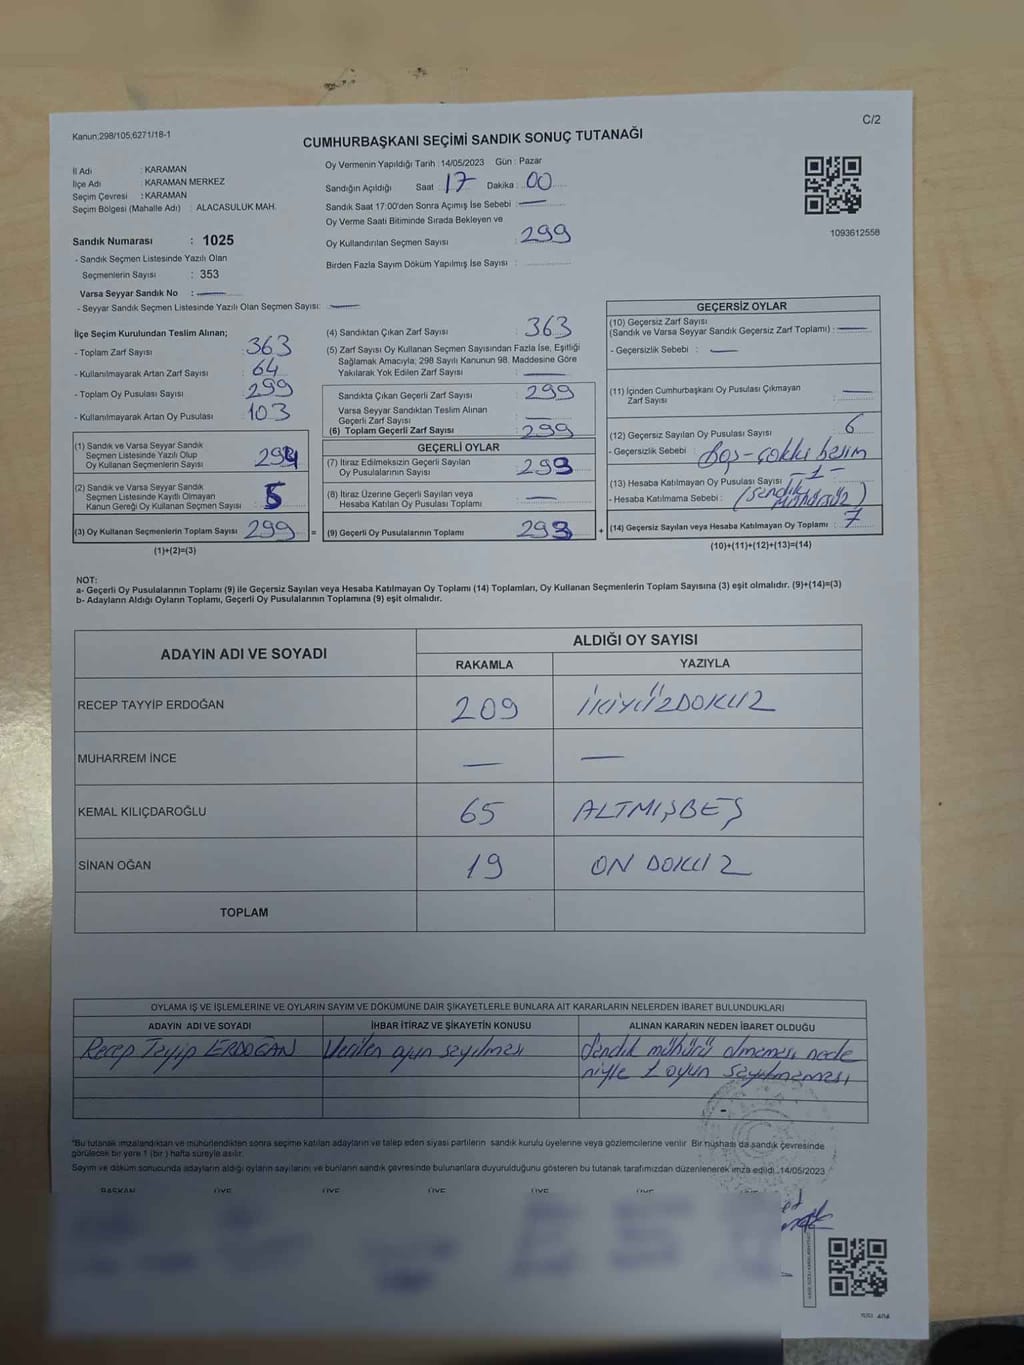 Kanun:298/105,6271/18-1
C/2
CUMHURBAŞKANI SEÇİMİ SANDIK SONUÇ TUTANAĞI
İl Adı : KARAMAN
İlçe Adı : KARAMAN MERKEZ
Seçim Çevresi : KARAMAN
Seçim Bölgesi (Mahalle Adı) : ALACASULUK MAH.
Oy Vermenin Yapıldığı Tarih :14/05/2023 Gün : Pazar
Sandığın Açıldığı Saat : 17 Dakika : 00
Sandık Saat 17:00'den Sonra Açımış İse Sebebi : —
Oy Verme Saati Bitiminde Sırada Bekleyen ve
Oy Kullandırılan Seçmen Sayısı : 299
Birden Fazla Sayım Döküm Yapılmış İse Sayısı :
1093612558
Sandık Numarası : 1025
- Sandık Seçmen Listesinde Yazılı Olan
Seçmenlerin Sayısı : 353
Varsa Seyyar Sandık No : —
- Seyyar Sandık Seçmen Listesinde Yazılı Olan Seçmen Sayısı: —
İlçe Seçim Kurulundan Teslim Alınan;
- Toplam Zarf Sayısı : 363
- Kullanılmayarak Artan Zarf Sayısı : 64
- Toplam Oy Pusulası Sayısı : 299
- Kullanılmayarak Artan Oy Pusulası : 103
(1) Sandık ve Varsa Seyyar Sandık
Seçmen Listesinde Yazılı Olup
Oy Kullanan Seçmenlerin Sayısı : 294
(2) Sandık ve Varsa Seyyar Sandık
Seçmen Listesinde Kayıtlı Olmayan
Kanun Gereği Oy Kullanan Seçmen Sayısı : 5
(3) Oy Kullanan Seçmenlerin Toplam Sayısı : 299 =
(1)+(2)=(3)
(4) Sandıktan Çıkan Zarf Sayısı : 363
(5) Zarf Sayısı Oy Kullanan Seçmen Sayısından Fazla İse, Eşitliği
Sağlamak Amacıyla; 298 Sayılı Kanunun 98. Maddesine Göre
Yakılarak Yok Edilen Zarf Sayısı : —
Sandıkta Çıkan Geçerli Zarf Sayısı : 299
Varsa Seyyar Sandıktan Teslim Alınan
Geçerli Zarf Sayısı : —
(6) Toplam Geçerli Zarf Sayısı : 299
GEÇERLİ OYLAR
(7) İtiraz Edilmeksizin Geçerli Sayılan
Oy Pusulalarının Sayısı : 293
(8) İtiraz Üzerine Geçerli Sayılan veya
Hesaba Katılan Oy Pusulası Toplamı : —
(9) Geçerli Oy Pusulalarının Toplamı : 293 +
GEÇERSİZ OYLAR
(10) Geçersiz Zarf Sayısı
(Sandık ve Varsa Seyyar Sandık Geçersiz Zarf Toplamı) : —
- Geçersizlik Sebebi : —
(11) İçinden Cumhurbaşkanı Oy Pusulası Çıkmayan
Zarf Sayısı : —
(12) Geçersiz Sayılan Oy Pusulası Sayısı : 6
- Geçersizlik Sebebi : Boş-çoklu basım
(13) Hesaba Katılmayan Oy Pusulası Sayısı : -1-
- Hesaba Katılmama Sebebi : (Sandık MÜHÜRSÜZ)
(14) Geçersiz Sayılan veya Hesaba Katılmayan Oy Toplamı : 7
(10)+(11)+(12)+(13)=(14)
NOT:
a- Geçerli Oy Pusulalarının Toplamı (9) ile Geçersiz Sayılan veya Hesaba Katılmayan Oy Toplamı (14) Toplamları, Oy Kullanan Seçmenlerin Toplam Sayısına (3) eşit olmalıdır. (9)+(14)=(3)
b- Adayların Aldığı Oyların Toplamı, Geçerli Oy Pusulalarının Toplamına (9) eşit olmalıdır.
ADAYIN ADI VE SOYADI
ALDIĞI OY SAYISI
RAKAMLA YAZIYLA
RECEP TAYYIP ERDOĞAN 209 İKİYÜZDOKUZ
MUHARREM İNCE — —
KEMAL KILIÇDAROĞLU 65 ALTMIŞBEŞ
SİNAN OĞAN 19 ON DOKUZ
TOPLAM
OYLAMA İŞ VE İŞLEMLERİNE VE OYLARIN SAYIM VE DÖKÜMÜNE DAİR ŞİKAYETLERLE BUNLARA AİT KARARLARIN NELERDEN İBARET BULUNDUKLARI
ADAYIN ADI VE SOYADI İHBAR İTİRAZ VE ŞİKAYETİN KONUSU ALINAN KARARIN NEDEN İBARET OLDUĞU
Recep Tayyip ERDOĞAN Verilen oyun sayılması Sandık mühürü olmaması nede
niyle 1 oyun sayılmaması
"Bu tutanak imzalandıktan ve mühürlendikten sonra seçime katılan adayların ve talep eden siyasi partilerin sandık kurulu üyelerine veya gözlemcilerine verilir. Bir nüshası da sandık çevresinde
görülecek bir yere 1 (bir) hafta süreyle asılır.
Sayım ve döküm sonucunda adayların aldığı oyların sayılarını ve bunların sandık çevresinde bulunanlara duyurulduğunu gösteren bu tutanak tarafımızdan düzenlenerek imza edildi. 14/05/2023
BAŞKAN ÜYE ÜYE ÜYE ÜYE ÜYE ÜYE